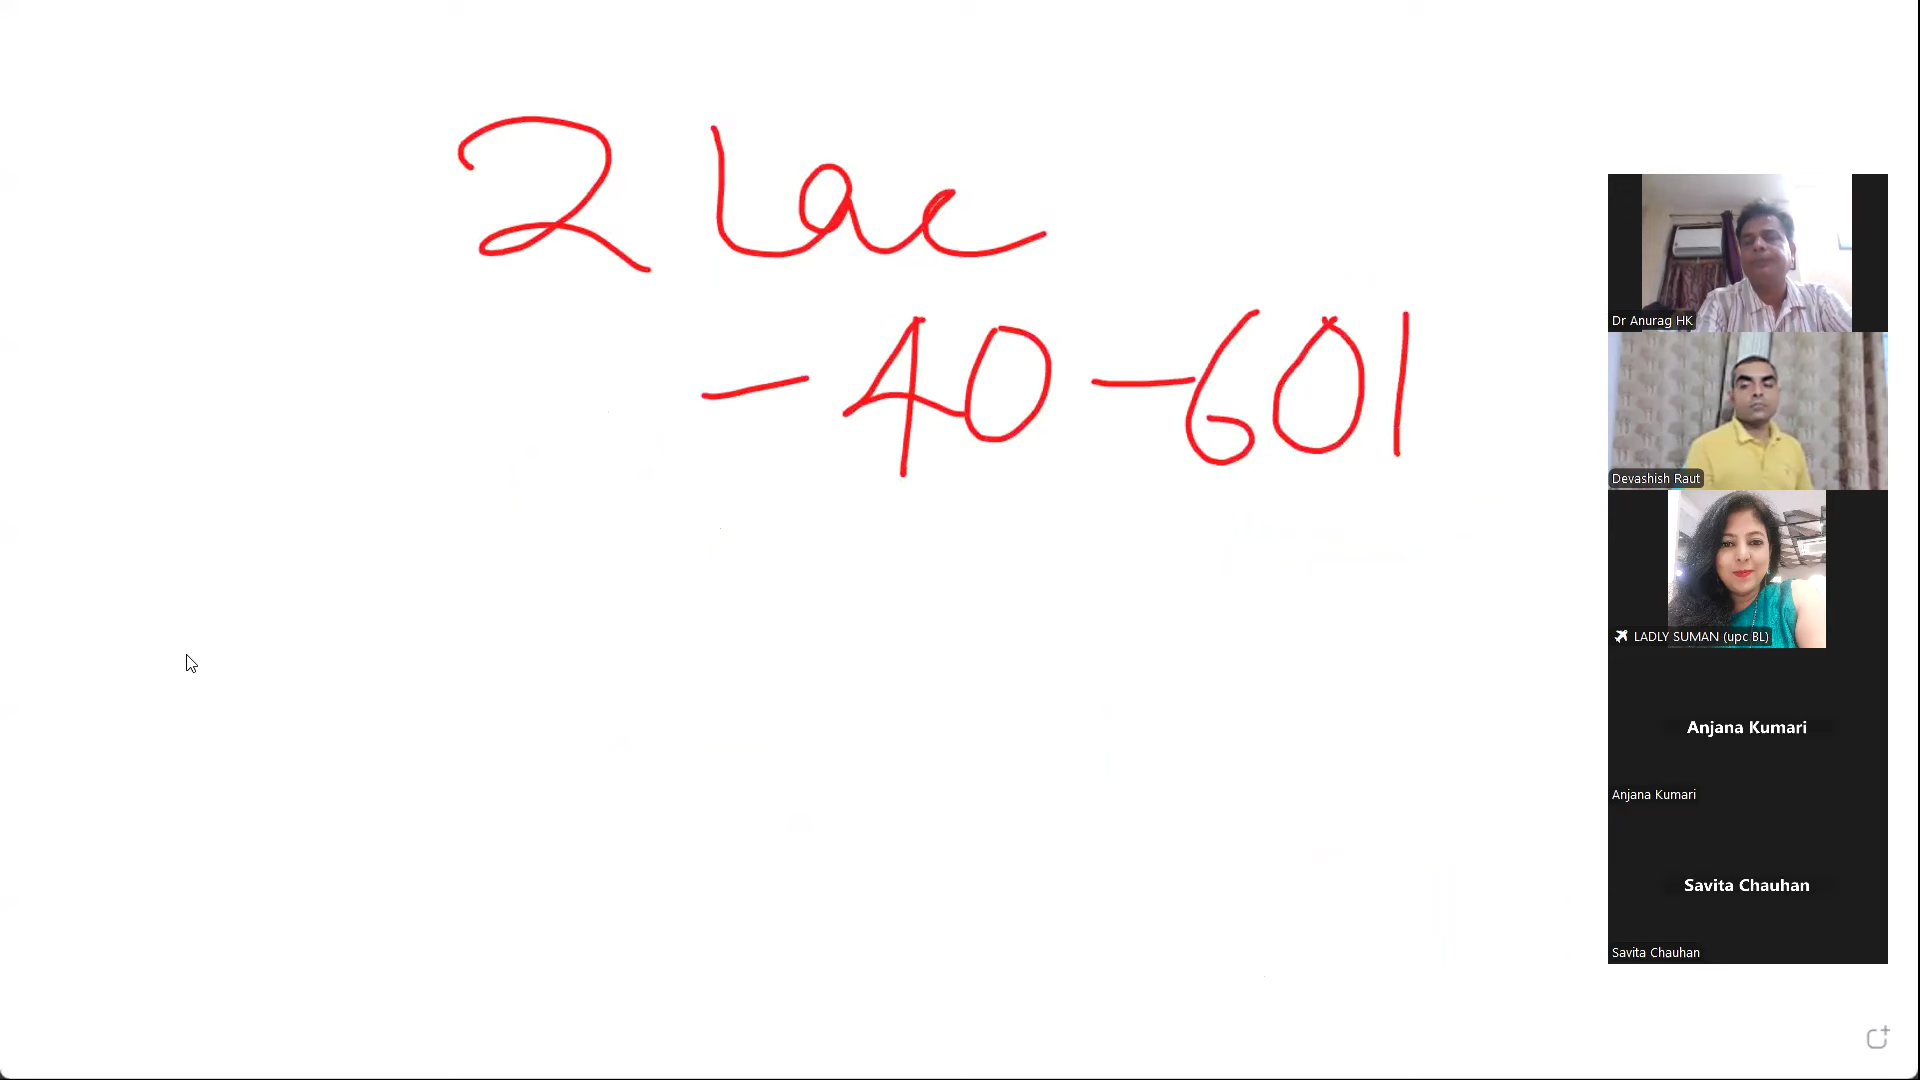 2 Lac
- 40 - 601
Dr Anurag HK
Devashish Raut
LADLY SUMAN (upc BL)
Anjana Kumari
Anjana Kumari
Savita Chauhan
Savita Chauhan